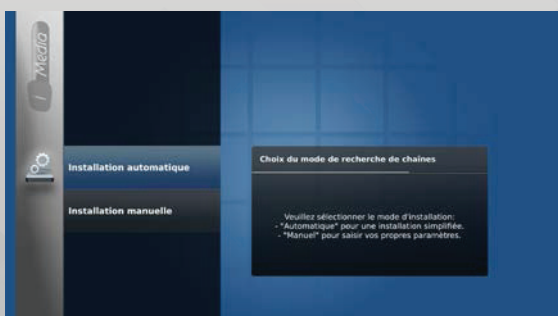 i Media
Installation automatique
Installation manuelle
Choix du mode de recherche de chaines
Veuillez sélectionner le mode d'installation:
- "Automatique" pour une installation simplifiée.
- "Manuel" pour saisir vos propres paramètres.